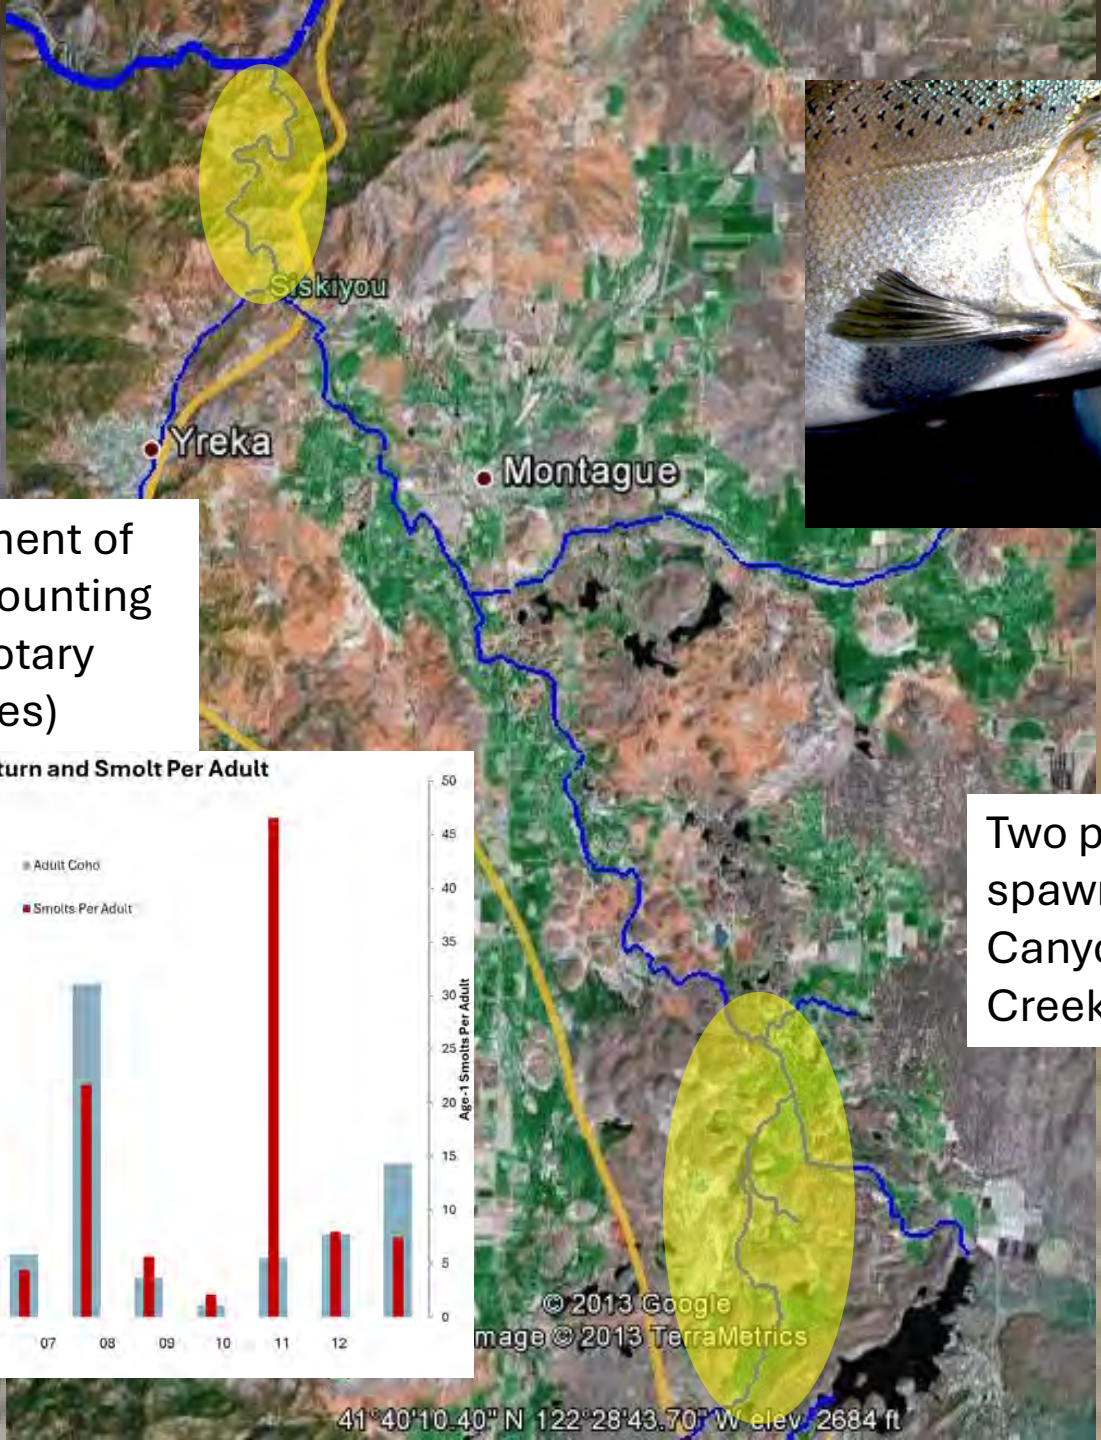 Siskiyou
Yreka
Montague
ment of
ounting
otary
es)
turn and Smolt Per Adult
Adult Coho
Smolts Per Adult
50
45
40
35
30
25
20
15
10
5
0
Age-1 Smolts Per Adult
07 08 09 10 11 12
Two p
spawn
Canyo
Creek
© 2013 Google
mage © 2013 TerraMetrics
41°40'10.40" N 122°28'43.70" W elev 2684 ft